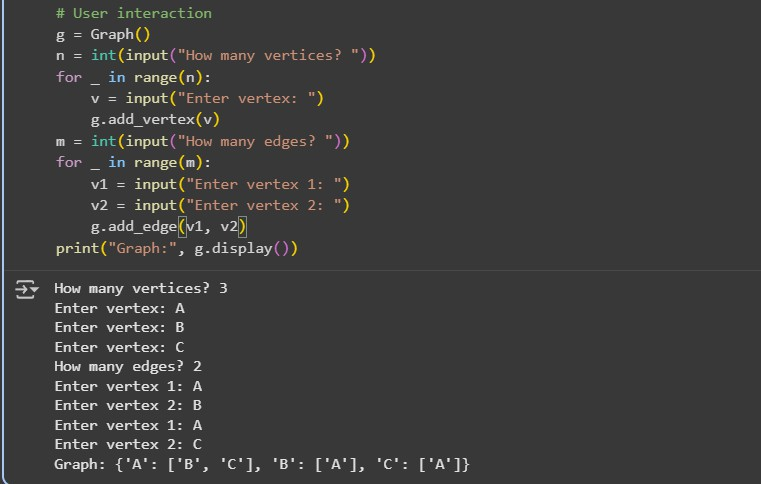 # User interaction
g = Graph()
n = int(input("How many vertices? "))
for _ in range(n):
    v = input("Enter vertex: ")
    g.add_vertex(v)
m = int(input("How many edges? "))
for _ in range(m):
    v1 = input("Enter vertex 1: ")
    v2 = input("Enter vertex 2: ")
    g.add_edge(v1, v2)
print("Graph:", g.display())
How many vertices? 3
Enter vertex: A
Enter vertex: B
Enter vertex: C
How many edges? 2
Enter vertex 1: A
Enter vertex 2: B
Enter vertex 1: A
Enter vertex 2: C
Graph: {'A': ['B', 'C'], 'B': ['A'], 'C': ['A']}